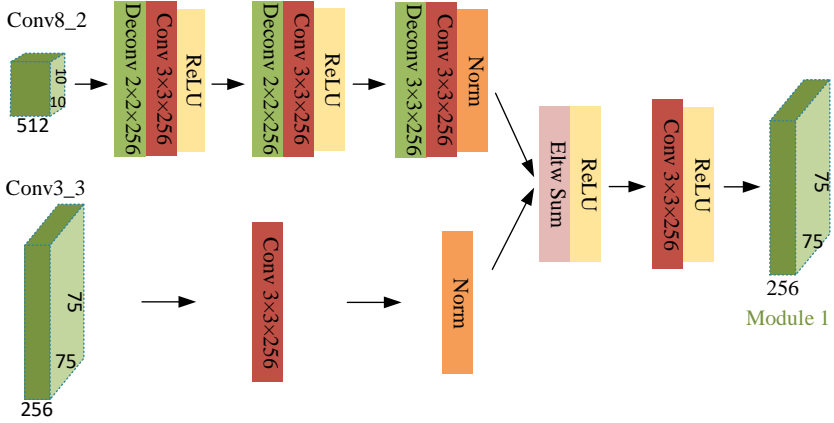 Conv8_2
10
10
512
Deconv 2×2×256
Conv 3×3×256
ReLU
Deconv 2×2×256
Conv 3×3×256
ReLU
Deconv 3×3×256
Conv 3×3×256
Norm
Eltw Sum
ReLU
Conv 3×3×256
ReLU
75
75
256
Module 1
Conv3_3
75
75
256
Conv 3×3×256
Norm